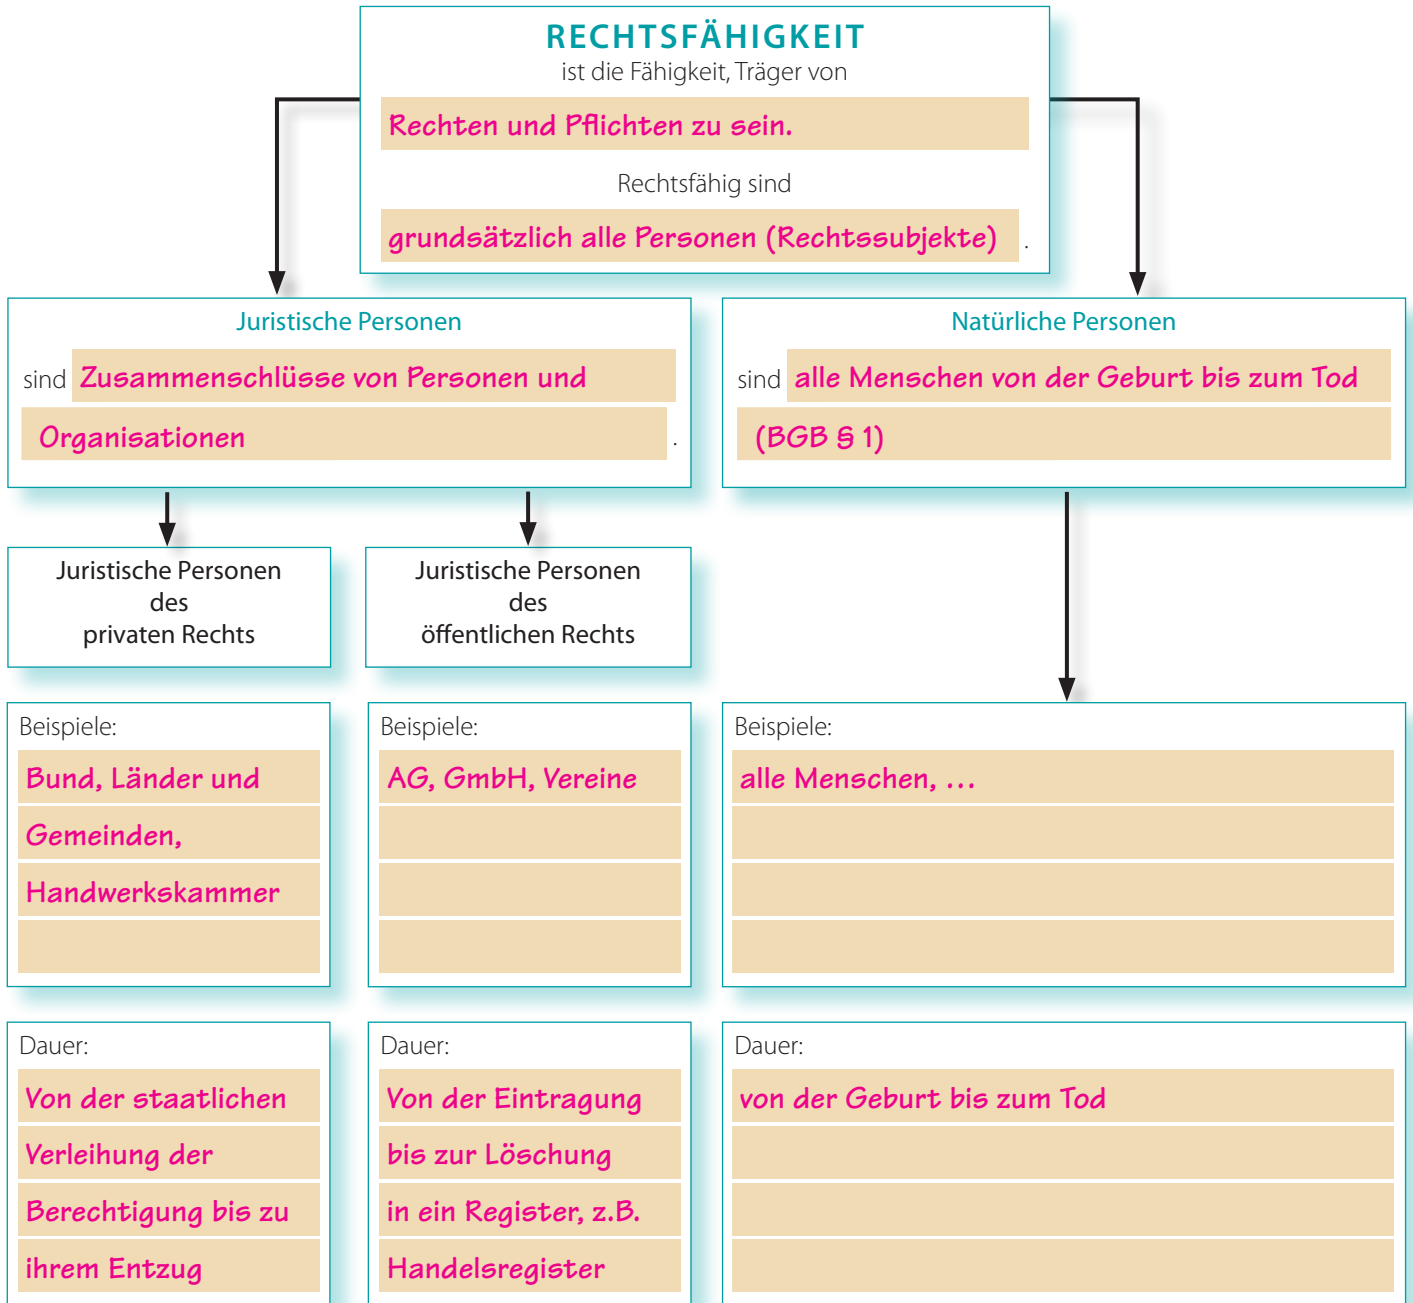 RECHTSFÄHIGKEIT
ist die Fähigkeit, Träger von
Rechten und Pflichten zu sein.
Rechtsfähig sind
grundsätzlich alle Personen (Rechtssubjekte) .
Juristische Personen
sind Zusammenschlüsse von Personen und
Organisationen .
Natürliche Personen
sind alle Menschen von der Geburt bis zum Tod
(BGB § 1)
Juristische Personen
des
privaten Rechts
Juristische Personen
des
öffentlichen Rechts
Beispiele:
Bund, Länder und
Gemeinden,
Handwerkskammer
Beispiele:
AG, GmbH, Vereine
Beispiele:
alle Menschen, ...
Dauer:
Von der staatlichen
Verleihung der
Berechtigung bis zu
ihrem Entzug
Dauer:
Von der Eintragung
bis zur Löschung
in ein Register, z.B.
Handelsregister
Dauer:
von der Geburt bis zum Tod